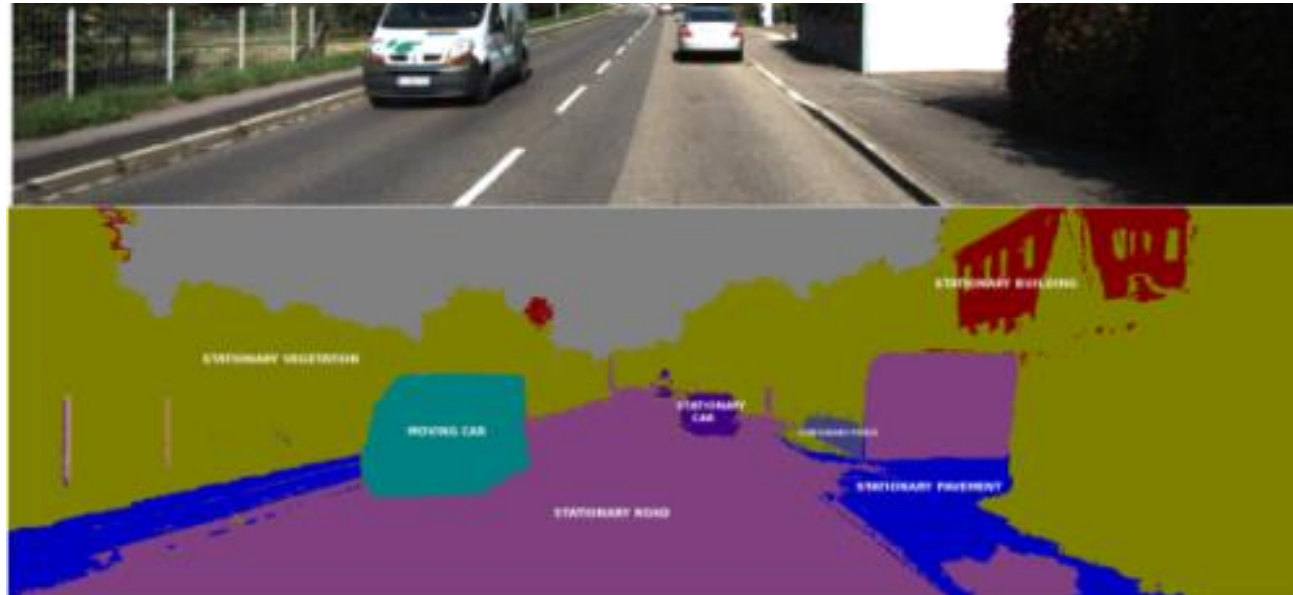 STATIONARY BUILDING
STATIONARY VEGETATION
STATIONARY
CAR
MOVING CAR
STATIONARY PAVEMENT
STATIONARY ROAD